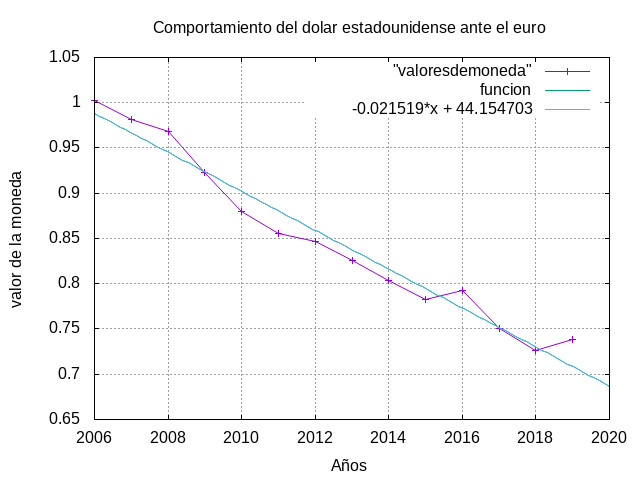 Comportamiento del dolar estadounidense ante el euro
1.05
1
0.95
0.9
0.85
0.8
0.75
0.7
0.65
valor de la moneda
"valoresdemoneda"
funcion
-0.021519*x + 44.154703
2006 2008 2010 2012 2014 2016 2018 2020
Años